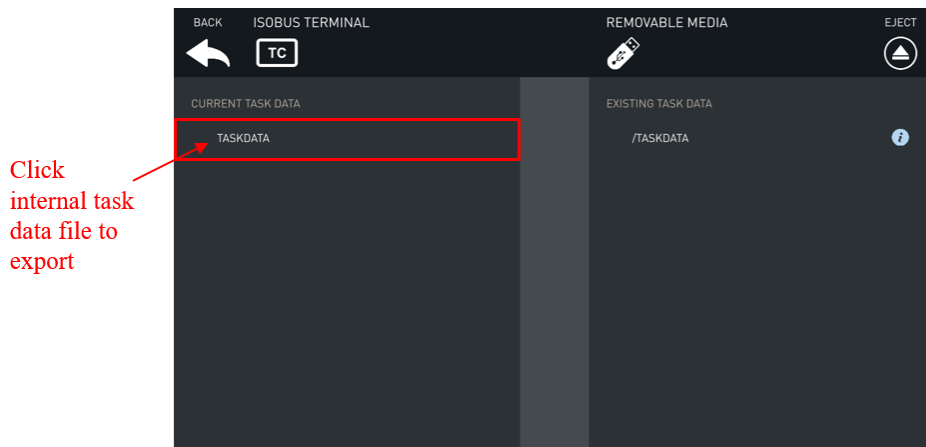 BACK
ISOBUS TERMINAL
REMOVABLE MEDIA
EJECT
TC
CURRENT TASK DATA
EXISTING TASK DATA
TASKDATA
/TASKDATA
i
Click
internal task
data file to
export